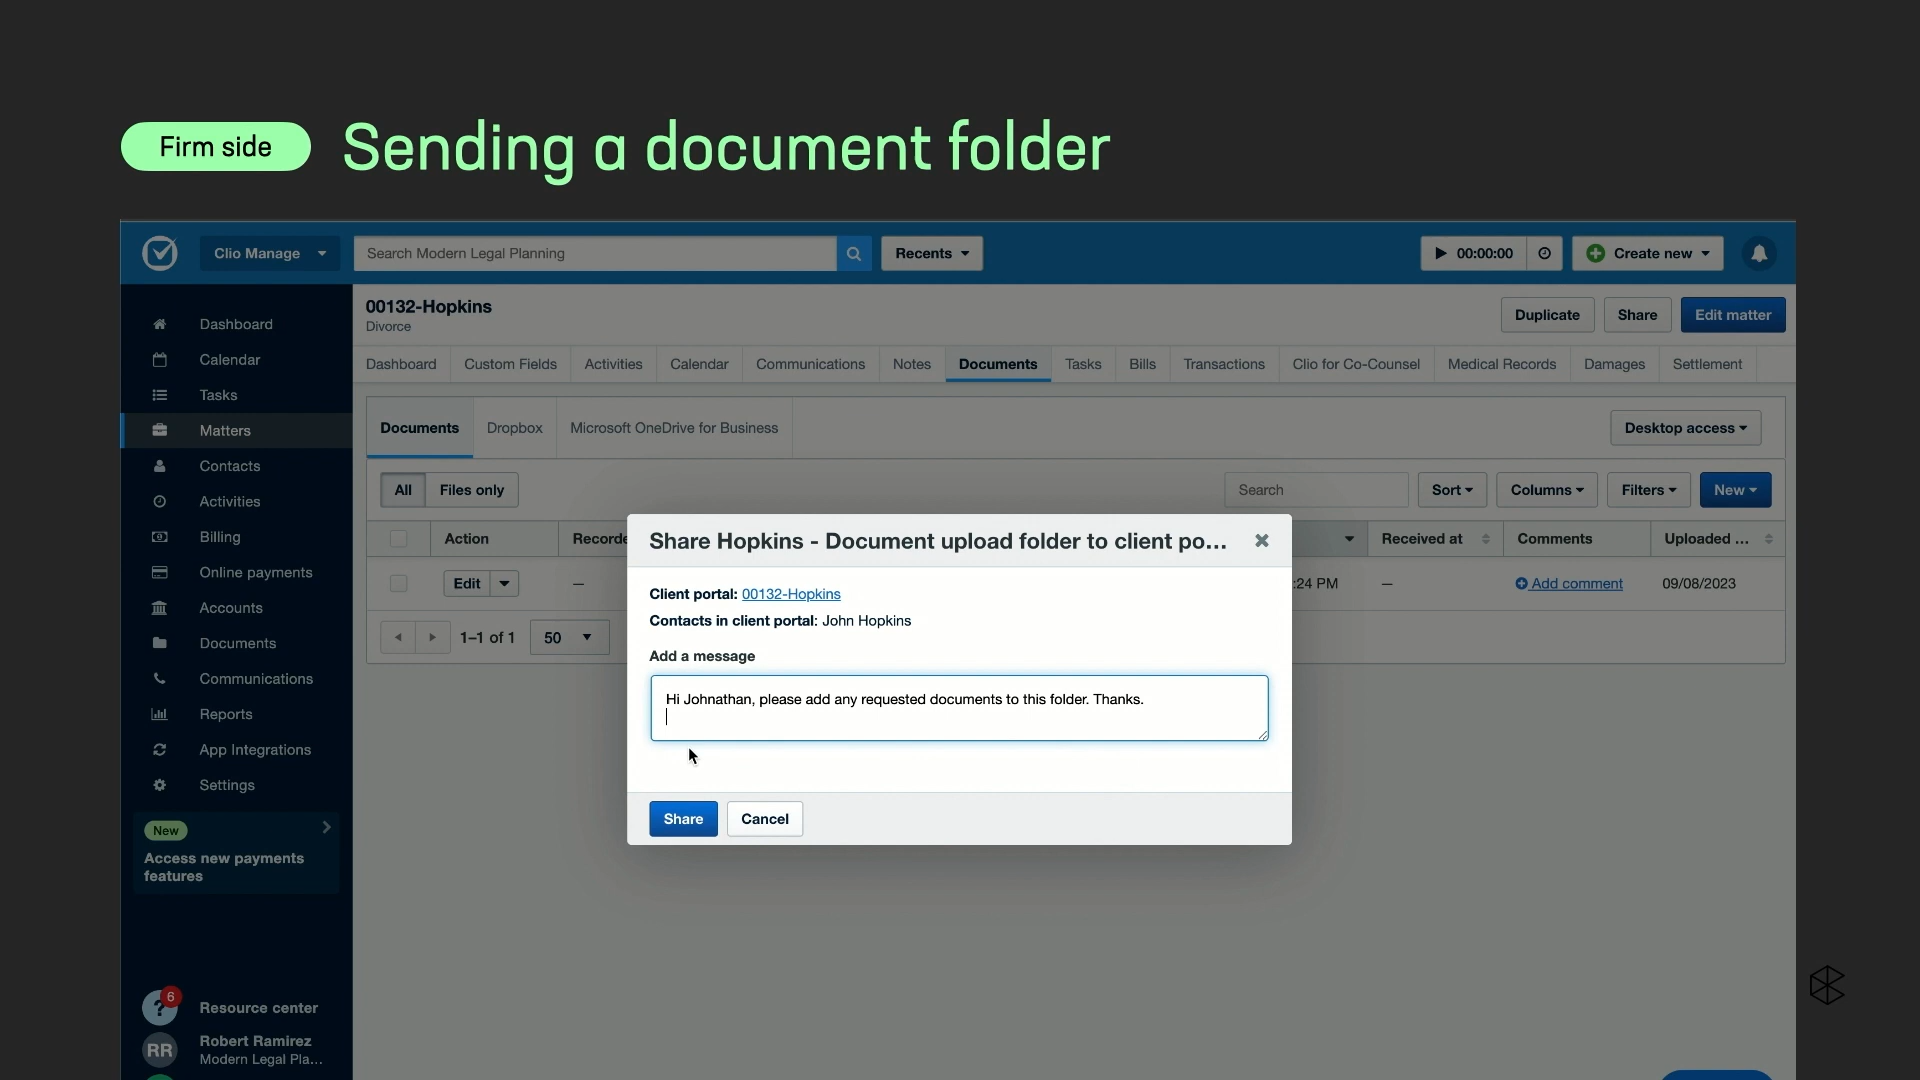 Firm side
Sending a document folder
Clio Manage
Search Modern Legal Planning
Recents
00:00:00
Create new
Dashboard
Calendar
Tasks
Matters
Contacts
Activities
Billing
Online payments
Accounts
Documents
Communications
Reports
App Integrations
Settings
New
Access new payments
features
6
?
Resource center
RR
Robert Ramirez
Modern Legal Pla...
00132-Hopkins
Divorce
Duplicate
Share
Edit matter
Dashboard
Custom Fields
Activities
Calendar
Communications
Notes
Documents
Tasks
Bills
Transactions
Clio for Co-Counsel
Medical Records
Damages
Settlement
Documents
Dropbox
Microsoft OneDrive for Business
Desktop access
All
Files only
Search
Sort
Columns
Filters
New
Action
Recorde
Received at
Comments
Uploaded ...
Edit
—
:24 PM
—
Add comment
09/08/2023
1–1 of 1
50
Share Hopkins - Document upload folder to client po...
Client portal: 00132-Hopkins
Contacts in client portal: John Hopkins
Add a message
Hi Johnathan, please add any requested documents to this folder. Thanks.
Share
Cancel